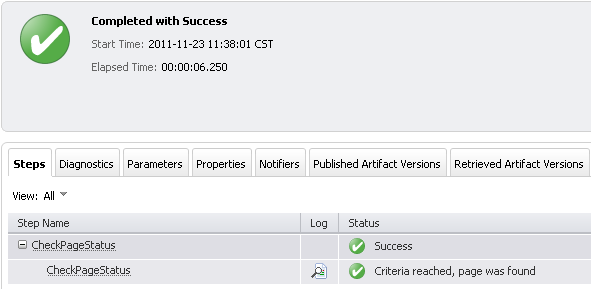 Completed with Success
Start Time: 2011-11-23 11:38:01 CST
Elapsed Time: 00:00:06.250
Steps Diagnostics Parameters Properties Notifiers Published Artifact Versions Retrieved Artifact Versions
View: All
Step Name Log Status
CheckPageStatus Success
CheckPageStatus Criteria reached, page was found